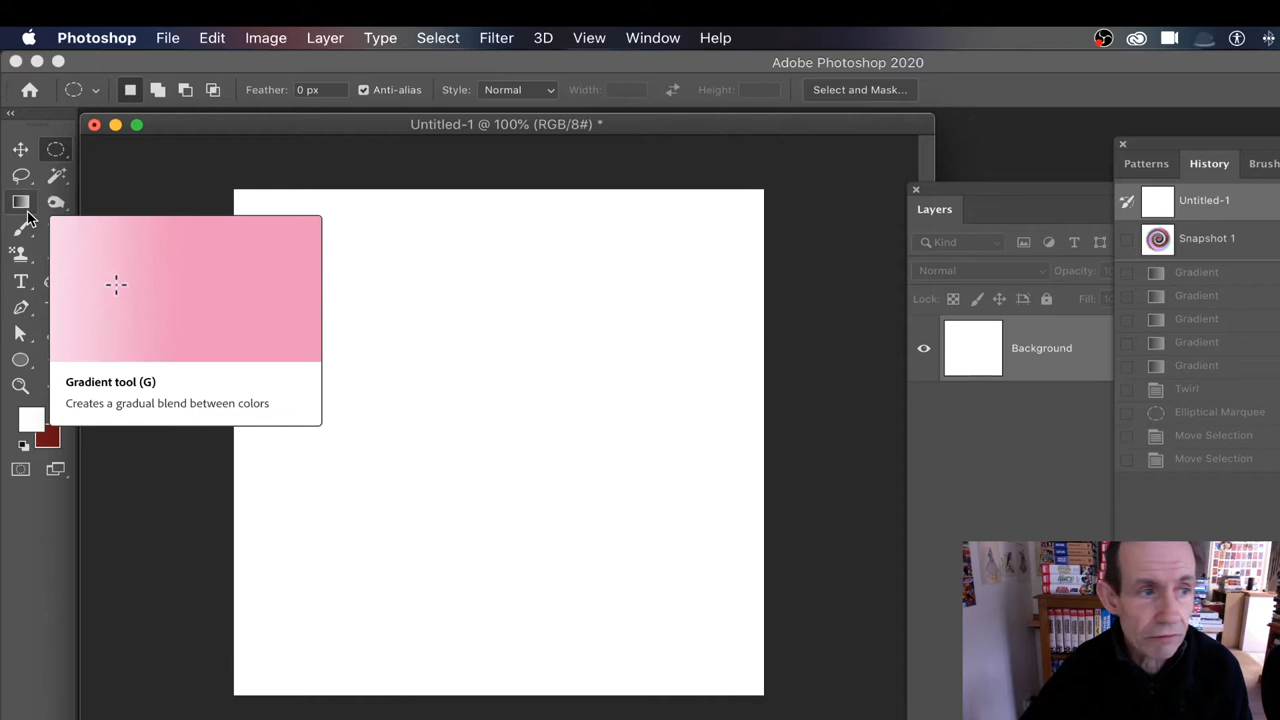 Photoshop File Edit Image Layer Type Select Filter 3D View Window Help
Adobe Photoshop 2020
Feather: 0 px Anti-alias Style: Normal Width: Height: Select and Mask...
Untitled-1 @ 100% (RGB/8#) *
Patterns History Brush
Untitled-1
Snapshot 1
Gradient
Gradient
Gradient
Gradient
Gradient
Twirl
Elliptical Marquee
Move Selection
Move Selection
Layers
Kind
Normal Opacity: 10
Lock: Fill: 10
Background
Gradient tool (G)
Creates a gradual blend between colors